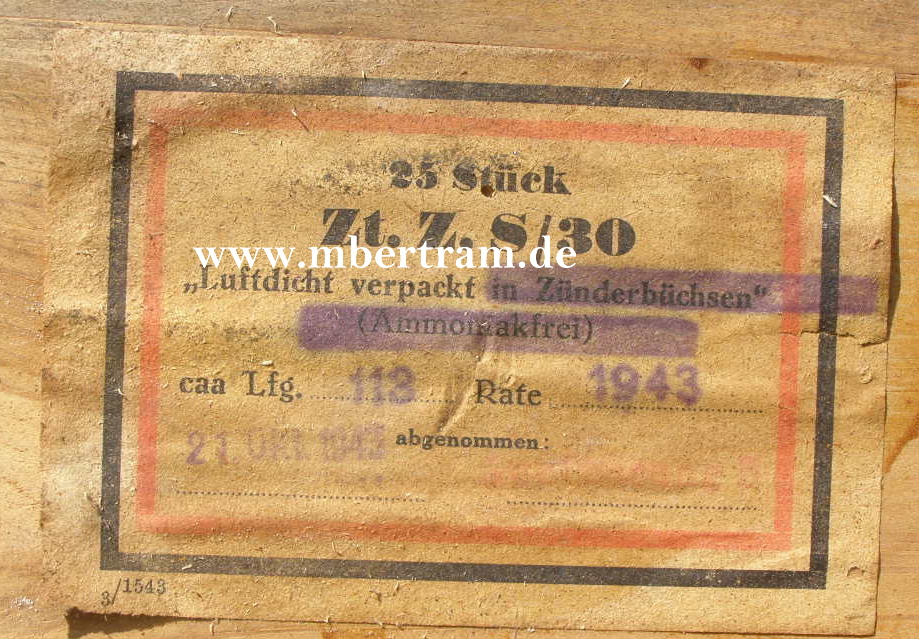 25 Stück
Zt. Z. S/30
www.mbertram.de
„Luftdicht verpackt in Zünderbüchsen“
(Ammoniakfrei)
caa Lfg. 113 Rate 1943
21. OKT. 1943 abgenommen:
3/1543